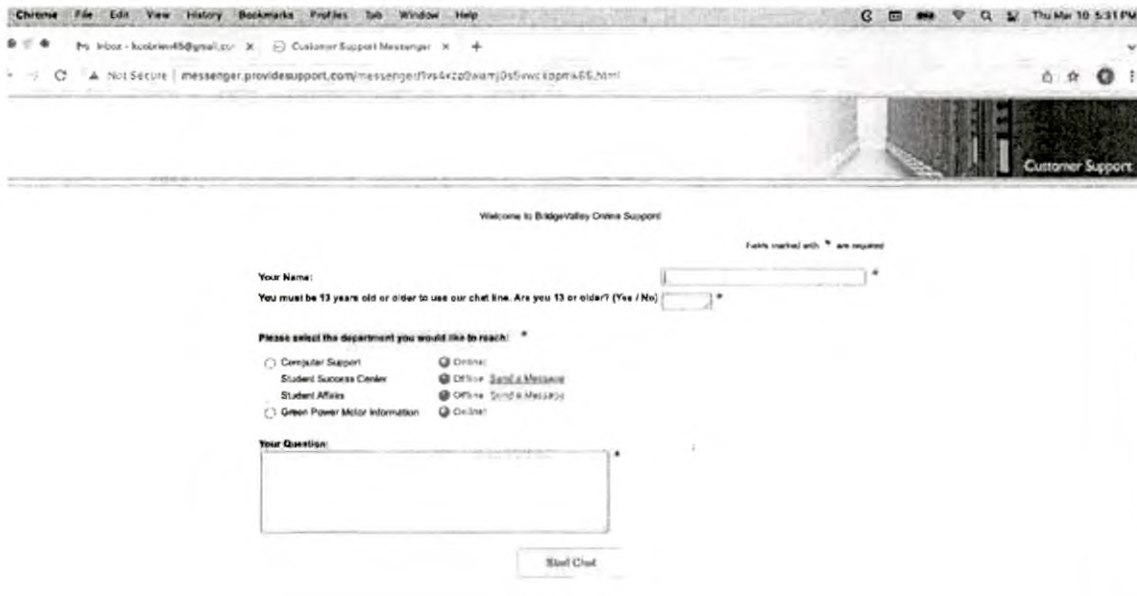 Chrome File Edit View History Bookmarks Profiles Tab Window Help Thu Mar 10 5:31 PM
Customer Support Messenger
Not Secure | messenger.providesupport.com/messenger/
Customer Support
Welcome to BridgeValley Online Support!
Fields marked with * are required
Your Name: *
You must be 13 years old or older to use our chat line. Are you 13 or older? (Yes / No) *
Please select the department you would like to reach: *
Computer Support Online!
Student Success Center Offline Send a Message
Student Affairs Offline Send a Message
Green Power Motor Information Online!
Your Question: *
Start Chat